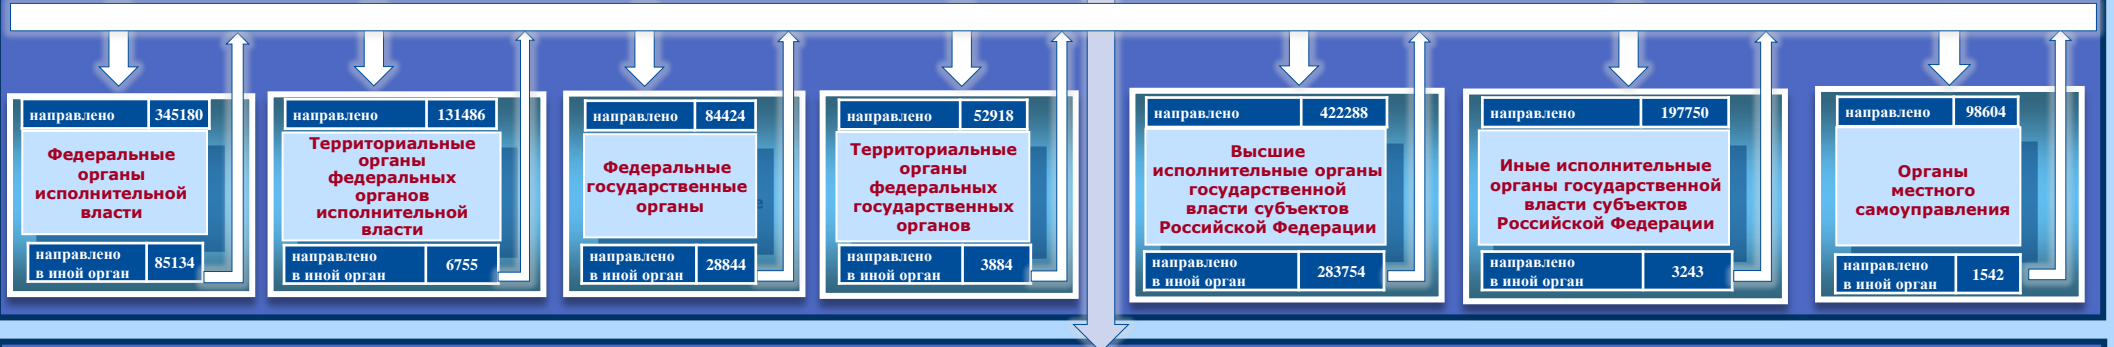 направлено 345180
Федеральные
органы
исполнительной
власти
направлено
в иной орган 85134
направлено 131486
Территориальные
органы
федеральных
органов
исполнительной
власти
направлено
в иной орган 6755
направлено 84424
Федеральные
государственные
органы
направлено
в иной орган 28844
направлено 52918
Территориальные
органы
федеральных
государственных
органов
направлено
в иной орган 3884
направлено 422288
Высшие
исполнительные органы
государственной
власти субъектов
Российской Федерации
направлено
в иной орган 283754
направлено 197750
Иные исполнительные
органы государственной
власти субъектов
Российской Федерации
направлено
в иной орган 3243
направлено 98604
Органы
местного
самоуправления
направлено
в иной орган 1542